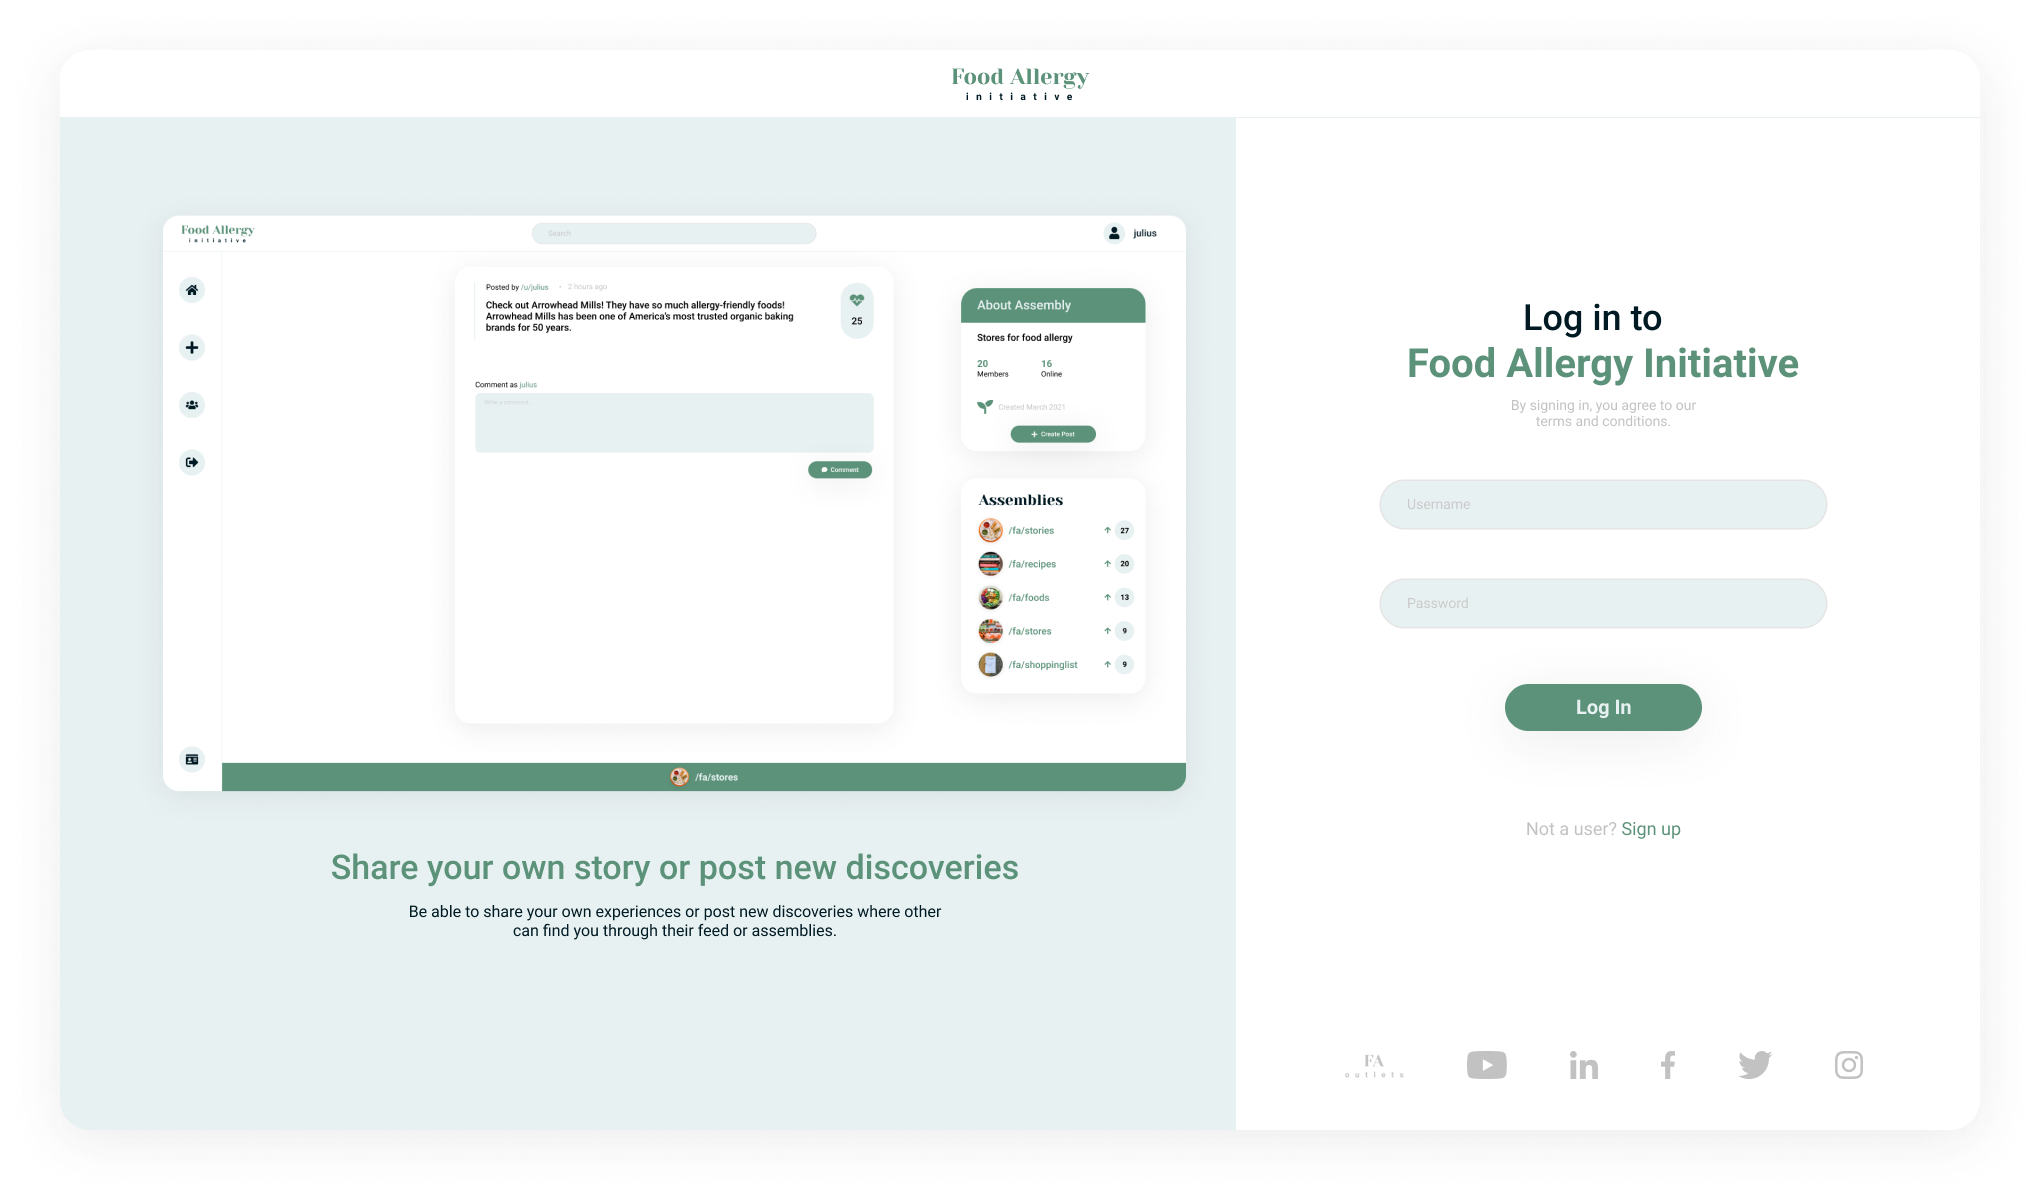 Food Allergy
initiative
Food Allergy
initiative
Search
julius
Posted by /u/julius • 2 hours ago
Check out Arrowhead Mills! They have so much allergy-friendly foods!
Arrowhead Mills has been one of America's most trusted organic baking
brands for 50 years.
25
Comment as julius
Write a comment
Comment
About Assembly
Stores for food allergy
20
Members
16
Online
Created March 2021
Create Post
Assemblies
/fa/stories 27
/fa/recipes 20
/fa/foods 13
/fa/stores 9
/fa/shoppinglist 9
/fa/stores
Share your own story or post new discoveries
Be able to share your own experiences or post new discoveries where other
can find you through their feed or assemblies.
Log in to
Food Allergy Initiative
By signing in, you agree to our
terms and conditions.
Username
Password
Log In
Not a user? Sign up
FA
outlets